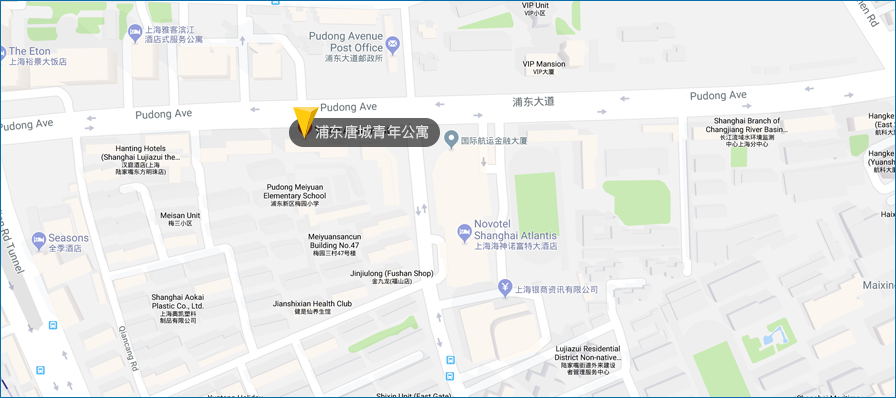 VIP Unit
VIP小区
上海雅客滨江
酒店式服务公寓
Pudong Avenue
Post Office
浦东大道邮政所
The Eton
上海裕景大饭店
VIP Mansion
VIP大厦
Pudong Ave
浦东大道
Pudong Ave
Pudong Ave
Pudong Ave
浦东唐城青年公寓
国际航运金融大厦
Shanghai Branch of
Changjiang River Basin...
长江流域水环境监测
中心上海分中心
Hangke
(East
航科大
Hanting Hotels
(Shanghai Lujiazui the...
汉庭酒店(上海
陆家嘴东方明珠店)
Hangke
(Yuansh
航科大厦
Pudong Meiyuan
Elementary School
浦东新区梅园小学
Meisan Unit
梅三小区
Haix
Novotel
Shanghai Atlantis
上海海神诺富特大酒店
Seasons
全季酒店
Meiyuansancun
Building No.47
梅园三村47号楼
Rd Tunnel
Jinjiulong (Fushan Shop)
金九龙(福山店)
上海银商资讯有限公司
Maixin
Shanghai Aokai
Plastic Co., Ltd.
上海奥凯塑料
制品有限公司
Jianshixian Health Club
健是仙养生馆
Qiancang Rd
Lujiazui Residential
District Non-native...
陆家嘴街道外来建设
者管理服务中心
Shixin Unit (East Gate)